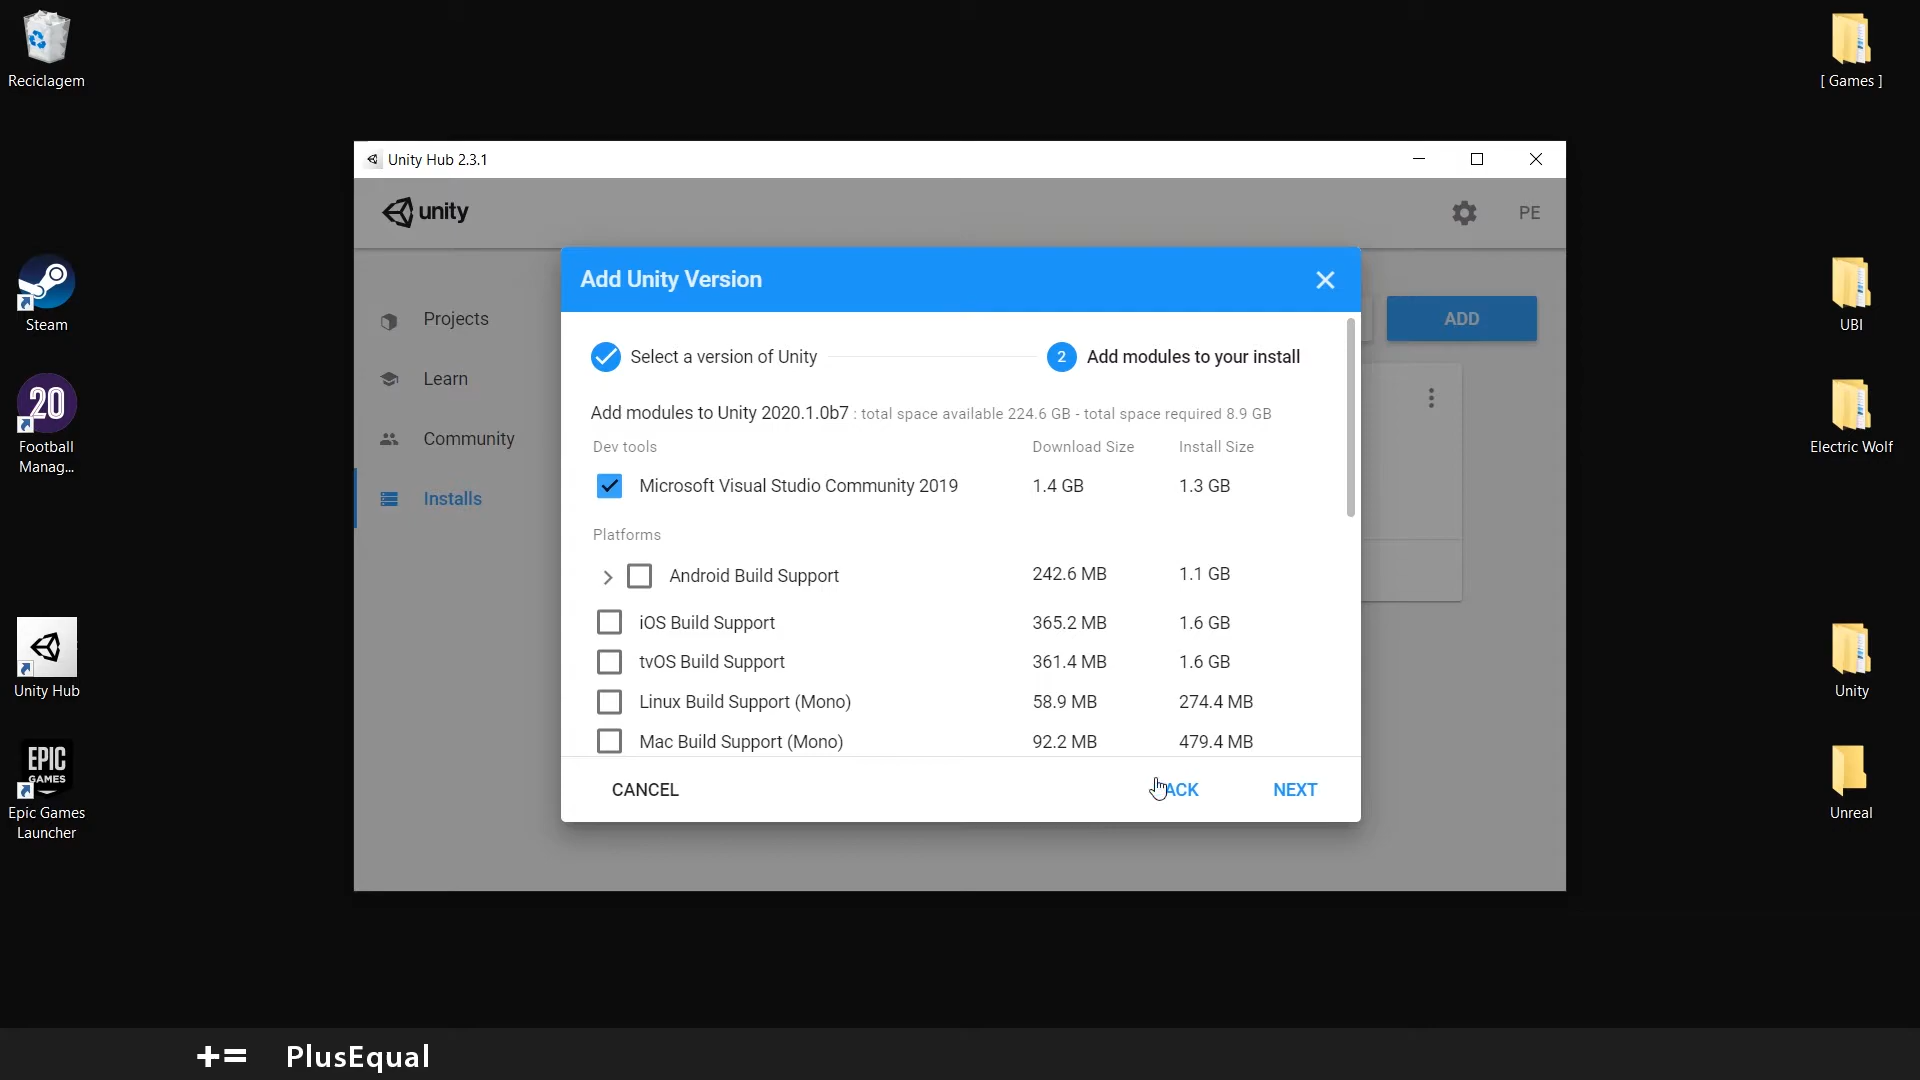 Reciclagem
[ Games ]
Unity Hub 2.3.1
unity
PE
Add Unity Version
Projects
ADD
Steam
UBI
Select a version of Unity
2
Add modules to your install
Learn
20
Add modules to Unity 2020.1.0b7 : total space available 224.6 GB - total space required 8.9 GB
Community
Football
Manag...
Electric Wolf
Dev tools
Download Size
Install Size
Microsoft Visual Studio Community 2019
1.4 GB
1.3 GB
Installs
Platforms
Android Build Support
242.6 MB
1.1 GB
iOS Build Support
365.2 MB
1.6 GB
tvOS Build Support
361.4 MB
1.6 GB
Unity Hub
Unity
Linux Build Support (Mono)
58.9 MB
274.4 MB
Mac Build Support (Mono)
92.2 MB
479.4 MB
EPIC
GAMES
CANCEL
ACK
NEXT
Epic Games
Launcher
Unreal
+= PlusEqual